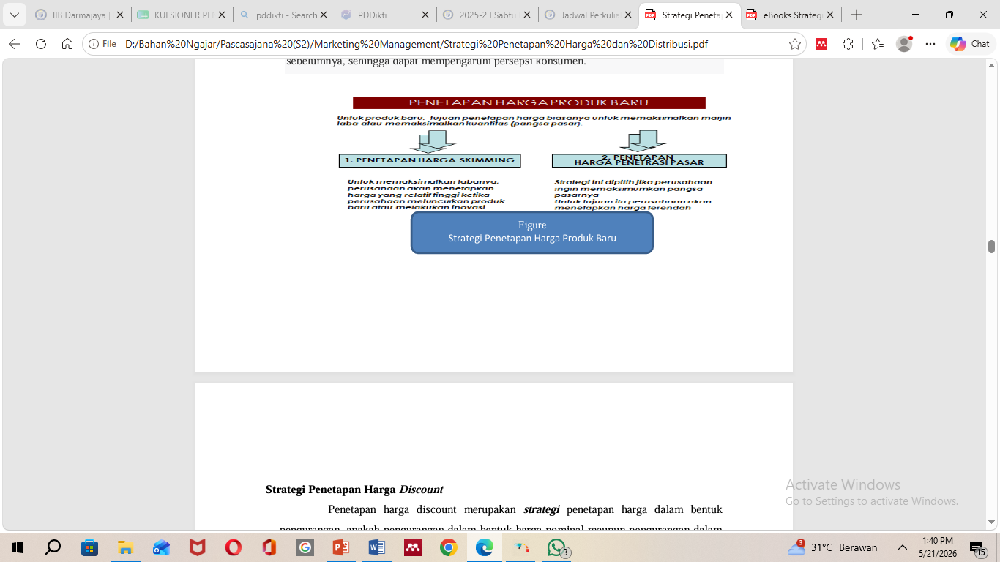 IIB Darmajaya
KUESIONER PE
pddikti - Search
PDDikti
2025-2 | Sabtu
Jadwal Perkulia
Strategi Peneta
eBooks Strateg
File
D:/Bahan%20Ngajar/Pascasajana%20(S2)/Marketing%20Management/Strategi%20Penetapan%20Harga%20dan%20Distribusi.pdf
Chat
sebelumnya, sehingga dapat mempengaruhi persepsi konsumen.
PENETAPAN HARGA PRODUK BARU
Untuk produk baru, tujuan penetapan harga biasanya untuk memaksimalkan marjin
laba atau memaksimalkan kuantitas (pangsa pasar).
1. PENETAPAN HARGA SKIMMING
Untuk memaksimalkan labanya,
perusahaan akan menetapkan
harga yang relatif tinggi ketika
perusahaan meluncurkan produk
baru atau melakukan inovasi
2. PENETAPAN
HARGA PENETRASI PASAR
Strategi ini dipilih jika perusahaan
ingin memaksimumkan pangsa
pasarnya
Untuk tujuan itu perusahaan akan
menetapkan harga terendah
Figure
Strategi Penetapan Harga Produk Baru
Strategi Penetapan Harga Discount
Penetapan harga discount merupakan strategi penetapan harga dalam bentuk
pengurangan, apakah pengurangan dalam bentuk harga nominal maupun pengurangan dalam
Activate Windows
Go to Settings to activate Windows.
3
3
31°C Berawan
1:40 PM
5/21/2026
15